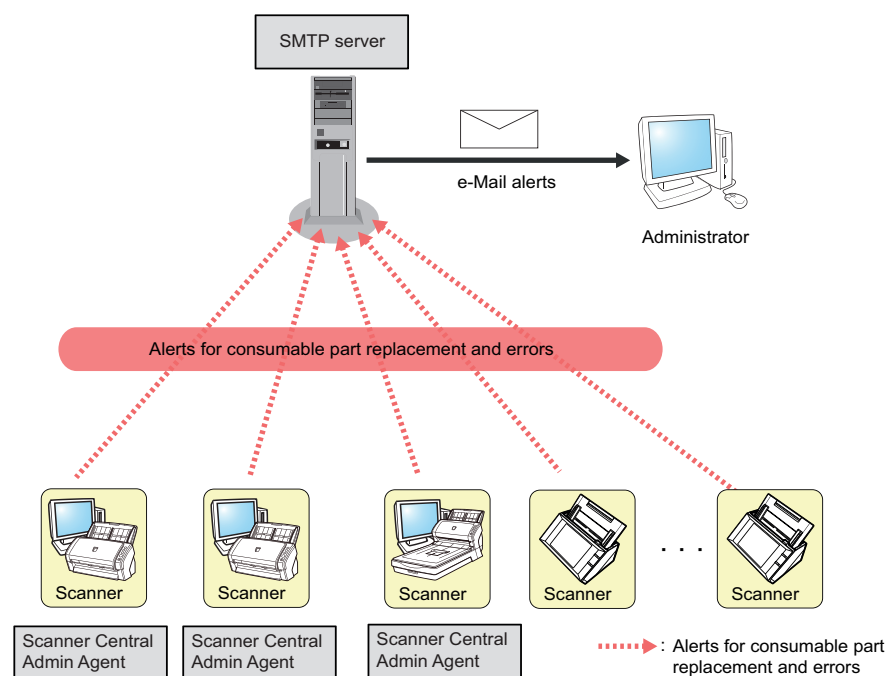 SMTP server
e-Mail alerts
Administrator
Alerts for consumable part replacement and errors
Scanner
Scanner
Scanner
Scanner
. . .
Scanner
Scanner Central
Admin Agent
Scanner Central
Admin Agent
Scanner Central
Admin Agent
: Alerts for consumable part
replacement and errors